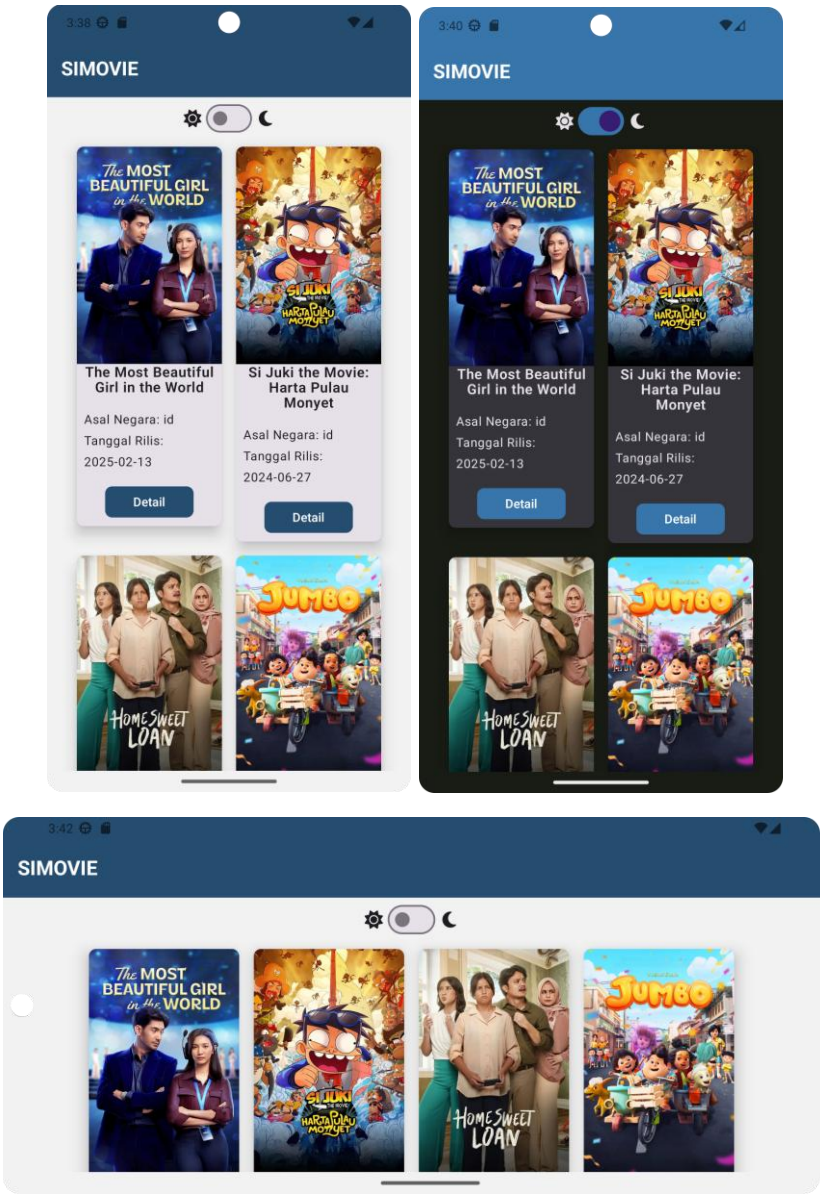 3:38
SIMOVIE
The MOST
BEAUTIFUL GIRL
in the WORLD
SI JUKI
THE MOVIE
HARTA PULAU
MONYET
The Most Beautiful
Girl in the World
Asal Negara: id
Tanggal Rilis:
2025-02-13
Detail
Si Juki the Movie:
Harta Pulau
Monyet
Asal Negara: id
Tanggal Rilis:
2024-06-27
Detail
HOME SWEET
LOAN
JUMBO
3:40
SIMOVIE
The MOST
BEAUTIFUL GIRL
in the WORLD
SI JUKI
THE MOVIE
HARTA PULAU
MONYET
The Most Beautiful
Girl in the World
Asal Negara: id
Tanggal Rilis:
2025-02-13
Detail
Si Juki the Movie:
Harta Pulau
Monyet
Asal Negara: id
Tanggal Rilis:
2024-06-27
Detail
HOME SWEET
LOAN
JUMBO
3:42
SIMOVIE
The MOST
BEAUTIFUL GIRL
in the WORLD
SI JUKI
THE MOVIE
HARTA PULAU
MONYET
HOME SWEET
LOAN
JUMBO